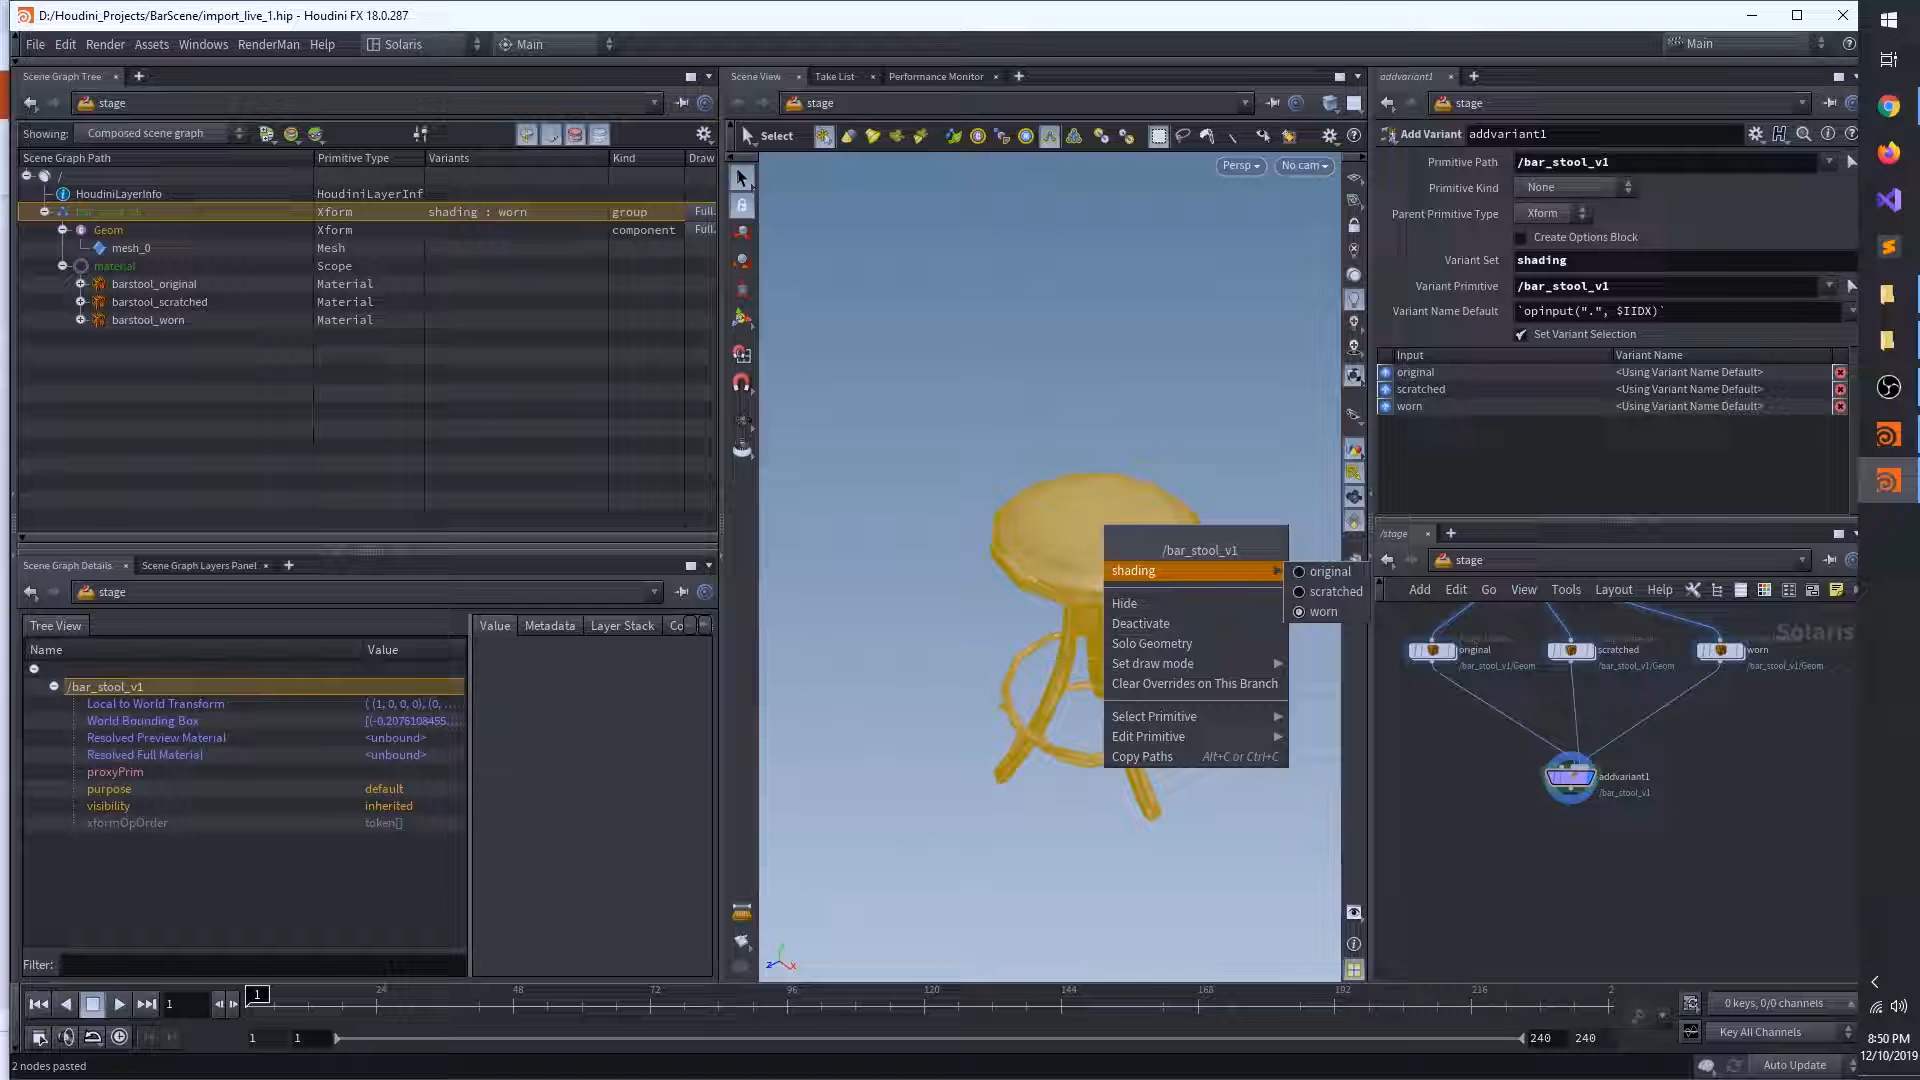 D:/Houdini_Projects/BarScene/import_live_1.hip - Houdini FX 18.0.287
File Edit Render Assets Windows RenderMan Help Solaris Main Main
Scene Graph Tree
stage
Showing: Composed scene graph
Scene Graph Path Primitive Type Variants Kind Draw
/
HoudiniLayerInfo HoudiniLayerInf
Xform shading : worn group Full
Geom Xform component Full
mesh_0 Mesh
material Scope
barstool_original Material
barstool_scratched Material
barstool_worn Material
Scene Graph Details Scene Graph Layers Panel
stage
Tree View
Name Value
/bar_stool_v1
Local to World Transform ( (1, 0, 0, 0), (0, ...
World Bounding Box [(-0.2076108455...
Resolved Preview Material <unbound>
Resolved Full Material <unbound>
proxyPrim
purpose default
visibility inherited
xformOpOrder token[]
Filter:
Value Metadata Layer Stack Co
Scene View Take List Performance Monitor
stage
Select
Persp No cam
/bar_stool_v1
shading
original
scratched
worn
Hide
Deactivate
Solo Geometry
Set draw mode
Clear Overrides on This Branch
Select Primitive
Edit Primitive
Copy Paths Alt+C or Ctrl+C
z x
addvariant1
stage
Add Variant addvariant1
Primitive Path /bar_stool_v1
Primitive Kind None
Parent Primitive Type Xform
Create Options Block
Variant Set shading
Variant Primitive /bar_stool_v1
Variant Name Default `opinput(".", $IIDX)`
Set Variant Selection
Input Variant Name
original <Using Variant Name Default>
scratched <Using Variant Name Default>
worn <Using Variant Name Default>
/stage
stage
Add Edit Go View Tools Layout Help
Solaris
original
/bar_stool_v1/Geom
scratched
/bar_stool_v1/Geom
worn
/bar_stool_v1/Geom
addvariant1
/bar_stool_v1
1 1 24 48 72 96 120 144 168 192 216 2
0 keys, 0/0 channels
1 1 240 240
Key All Channels
2 nodes pasted
Auto Update
8:50 PM
12/10/2019